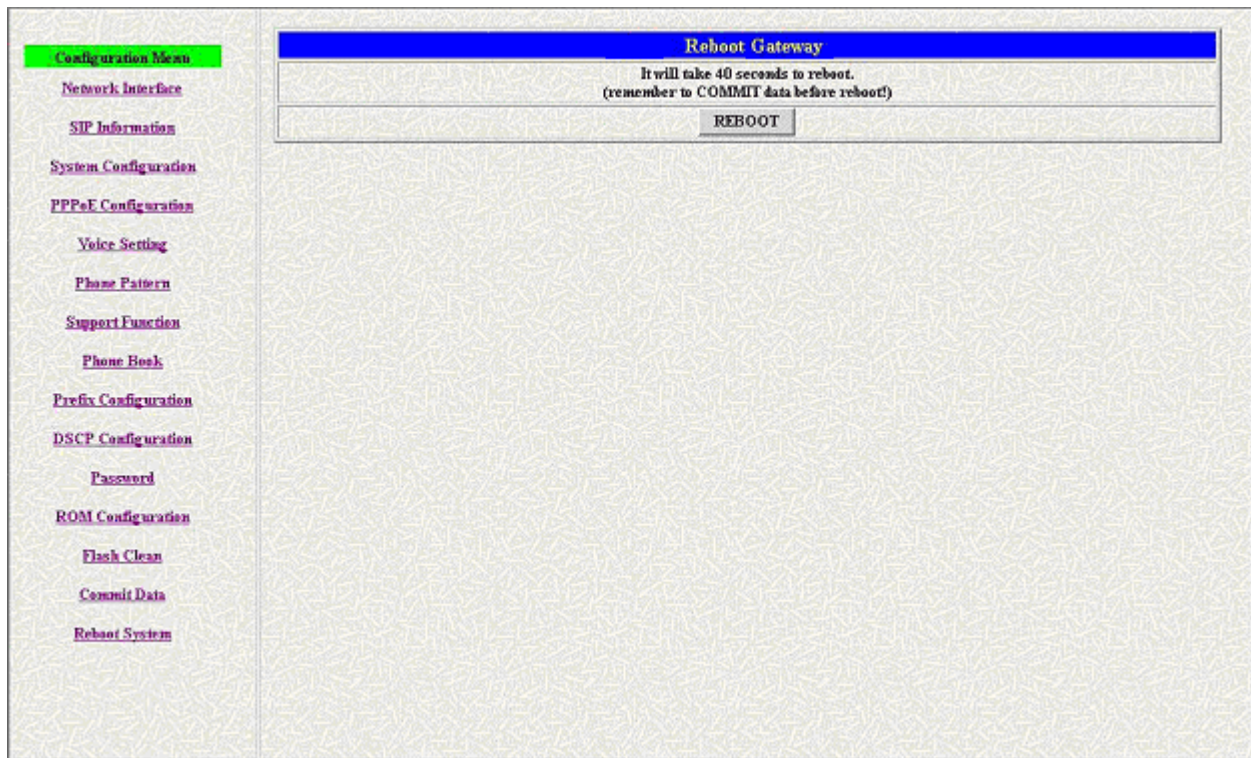 Configuration Menu
Network Interface
SIP Information
System Configuration
PPPoE Configuration
Voice Setting
Phone Pattern
Support Function
Phone Book
Prefix Configuration
DSCP Configuration
Password
ROM Configuration
Flash Clean
Commit Data
Reboot System
Reboot Gateway
It will take 40 seconds to reboot.
(remember to COMMIT data before reboot!)
REBOOT